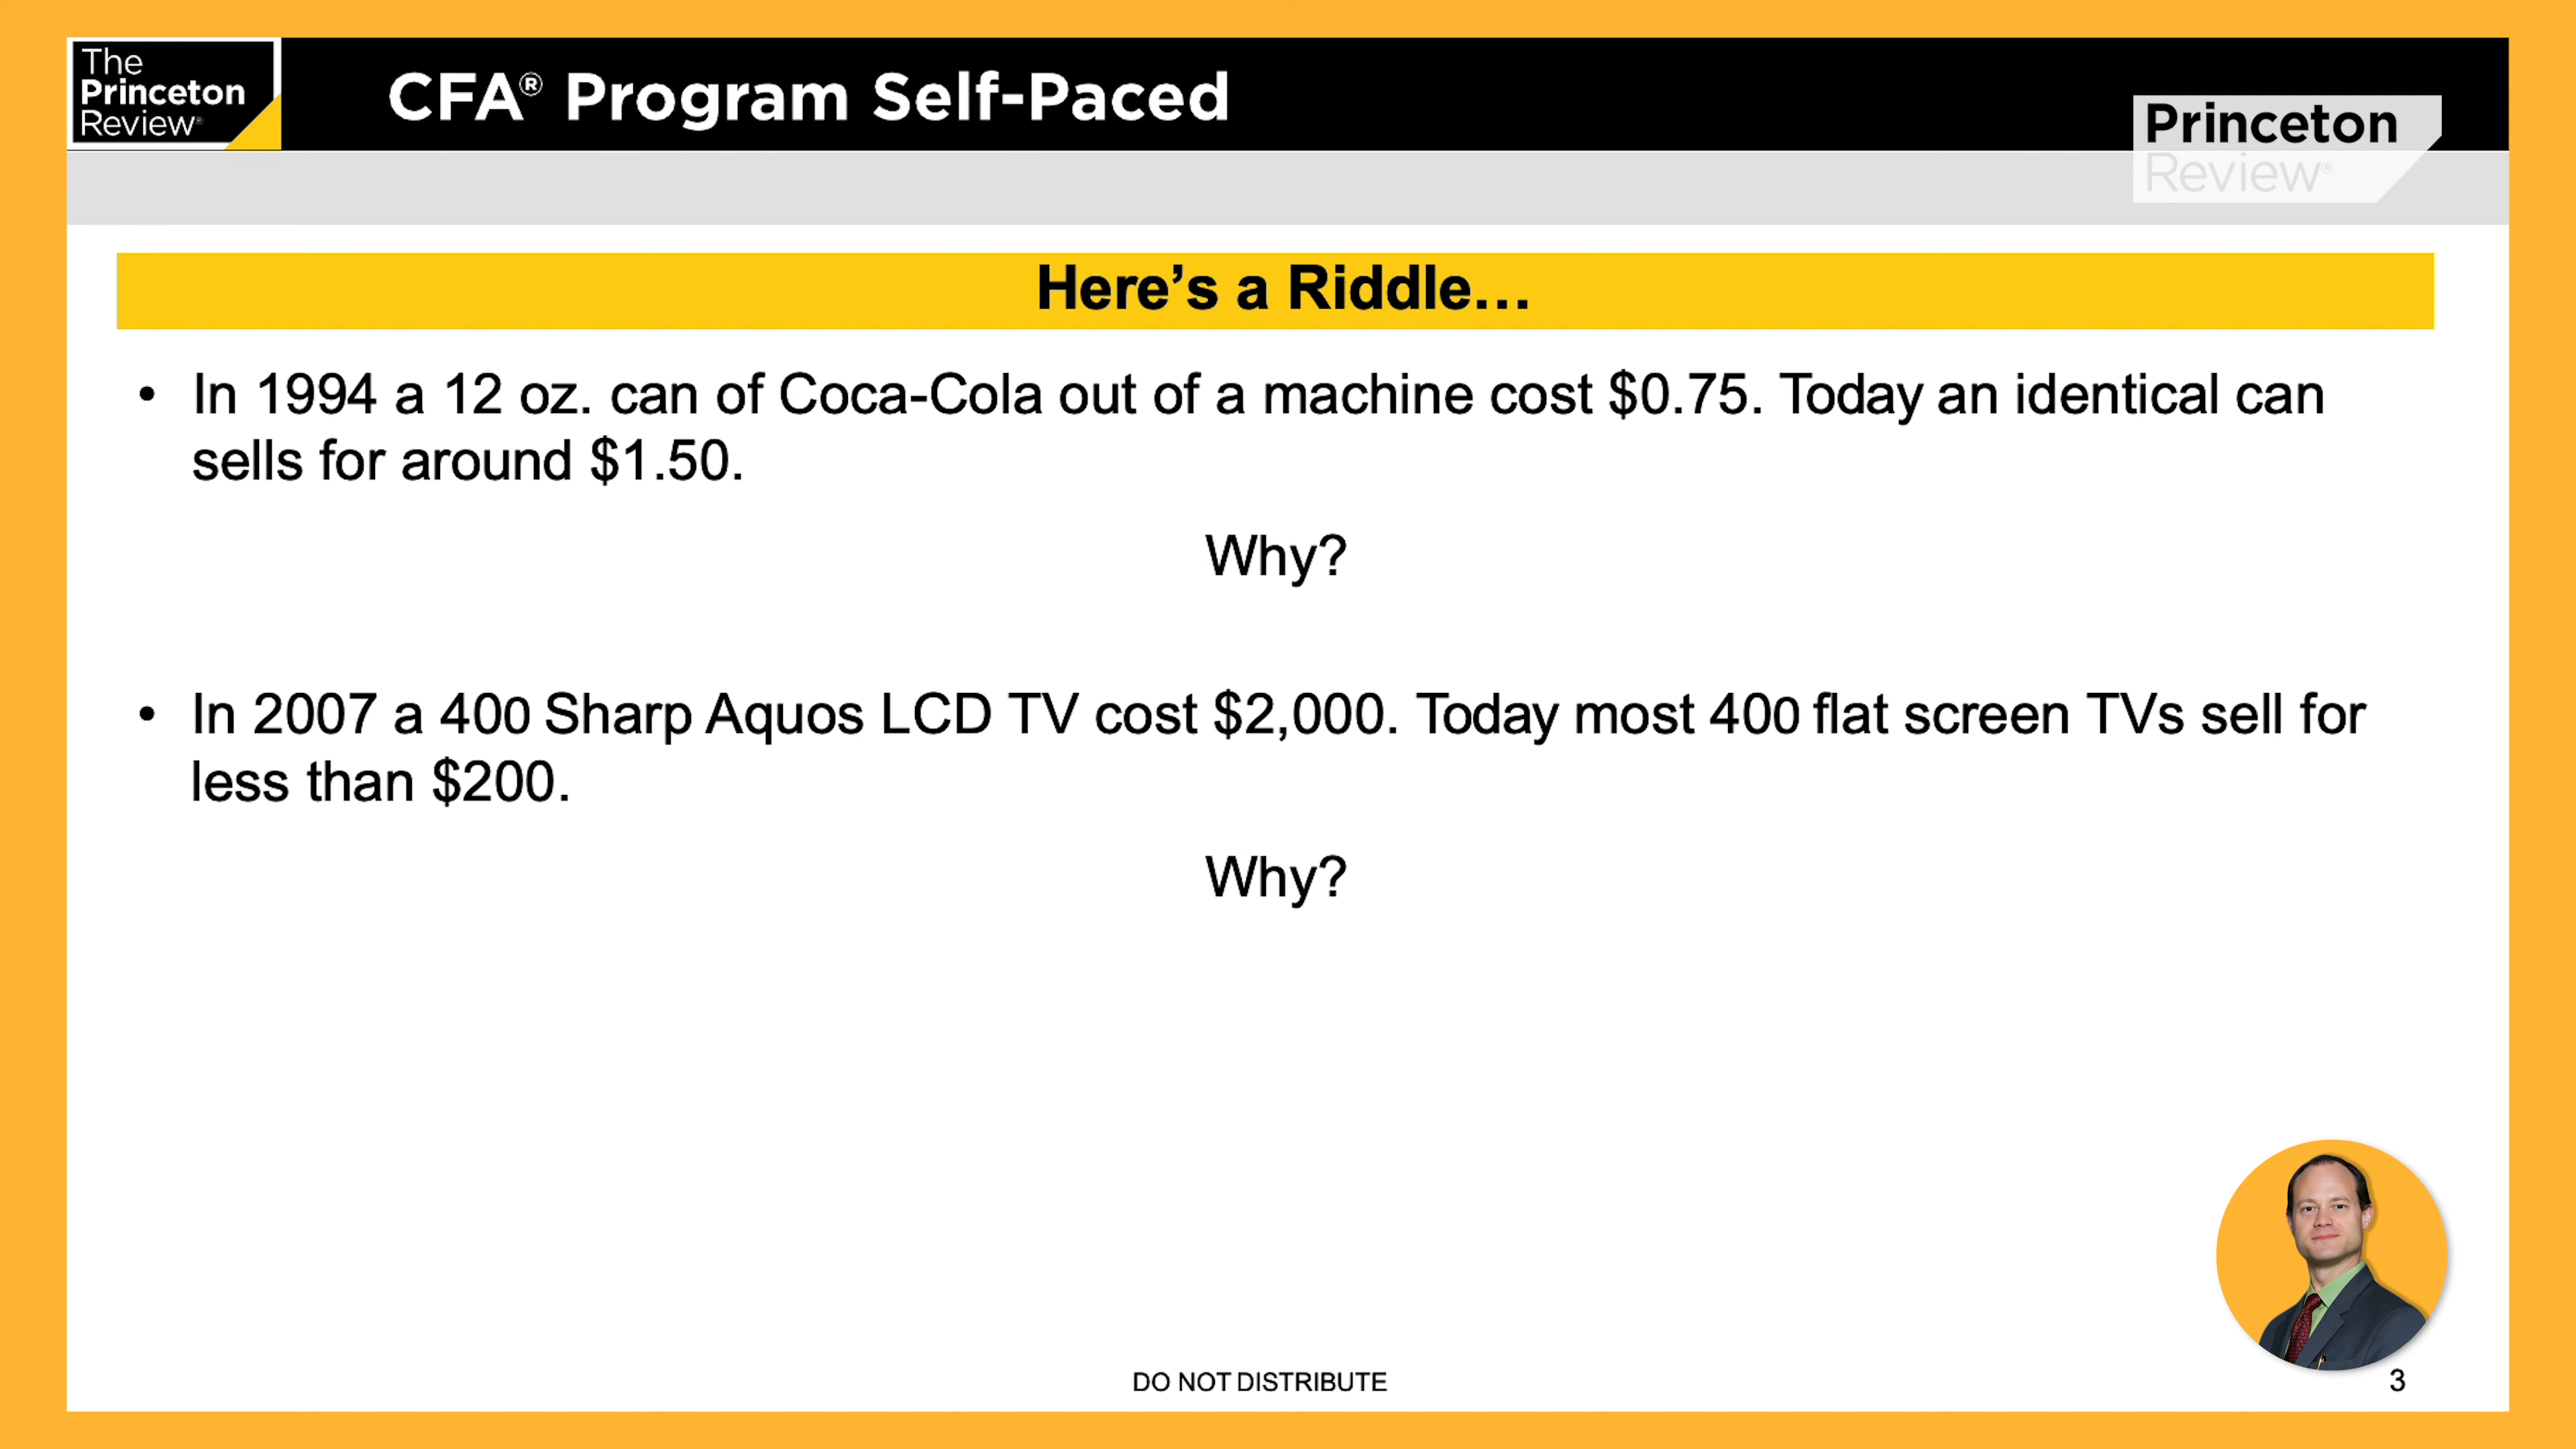 The
Princeton
Review®
CFA® Program Self-Paced
Princeton
Review®
Here’s a Riddle…
• In 1994 a 12 oz. can of Coca-Cola out of a machine cost $0.75. Today an identical can
sells for around $1.50.
Why?
• In 2007 a 40o Sharp Aquos LCD TV cost $2,000. Today most 40o flat screen TVs sell for
less than $200.
Why?
DO NOT DISTRIBUTE
3